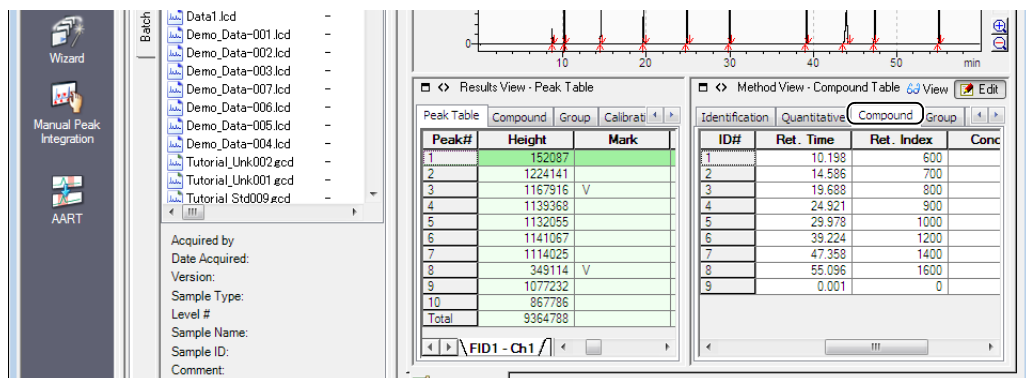 Wizard
Manual Peak
Integration
AART
Batch
Data1.lcd -
Demo_Data-001.lcd -
Demo_Data-002.lcd -
Demo_Data-003.lcd -
Demo_Data-007.lcd -
Demo_Data-006.lcd -
Demo_Data-005.lcd -
Demo_Data-004.lcd -
Tutorial_Unk002.gcd -
Tutorial_Unk001.gcd -
Tutorial Std009.gcd -
Acquired by
Date Acquired:
Version:
Sample Type:
Level #
Sample Name:
Sample ID:
Comment:
0
10 20 30 40 50 min
Results View - Peak Table
Peak Table Compound Group Calibrati
Peak# Height Mark
1 152087
2 1224141
3 1167916 V
4 1139368
5 1132055
6 1141067
7 1114025
8 349114 V
9 1077232
10 867786
Total 9364788
FID1 - Ch1
Method View - Compound Table View Edit
Identification Quantitative Compound Group
ID# Ret. Time Ret. Index Conc
1 10.198 600
2 14.586 700
3 19.688 800
4 24.921 900
5 29.978 1000
6 39.224 1200
7 47.358 1400
8 55.096 1600
9 0.001 0